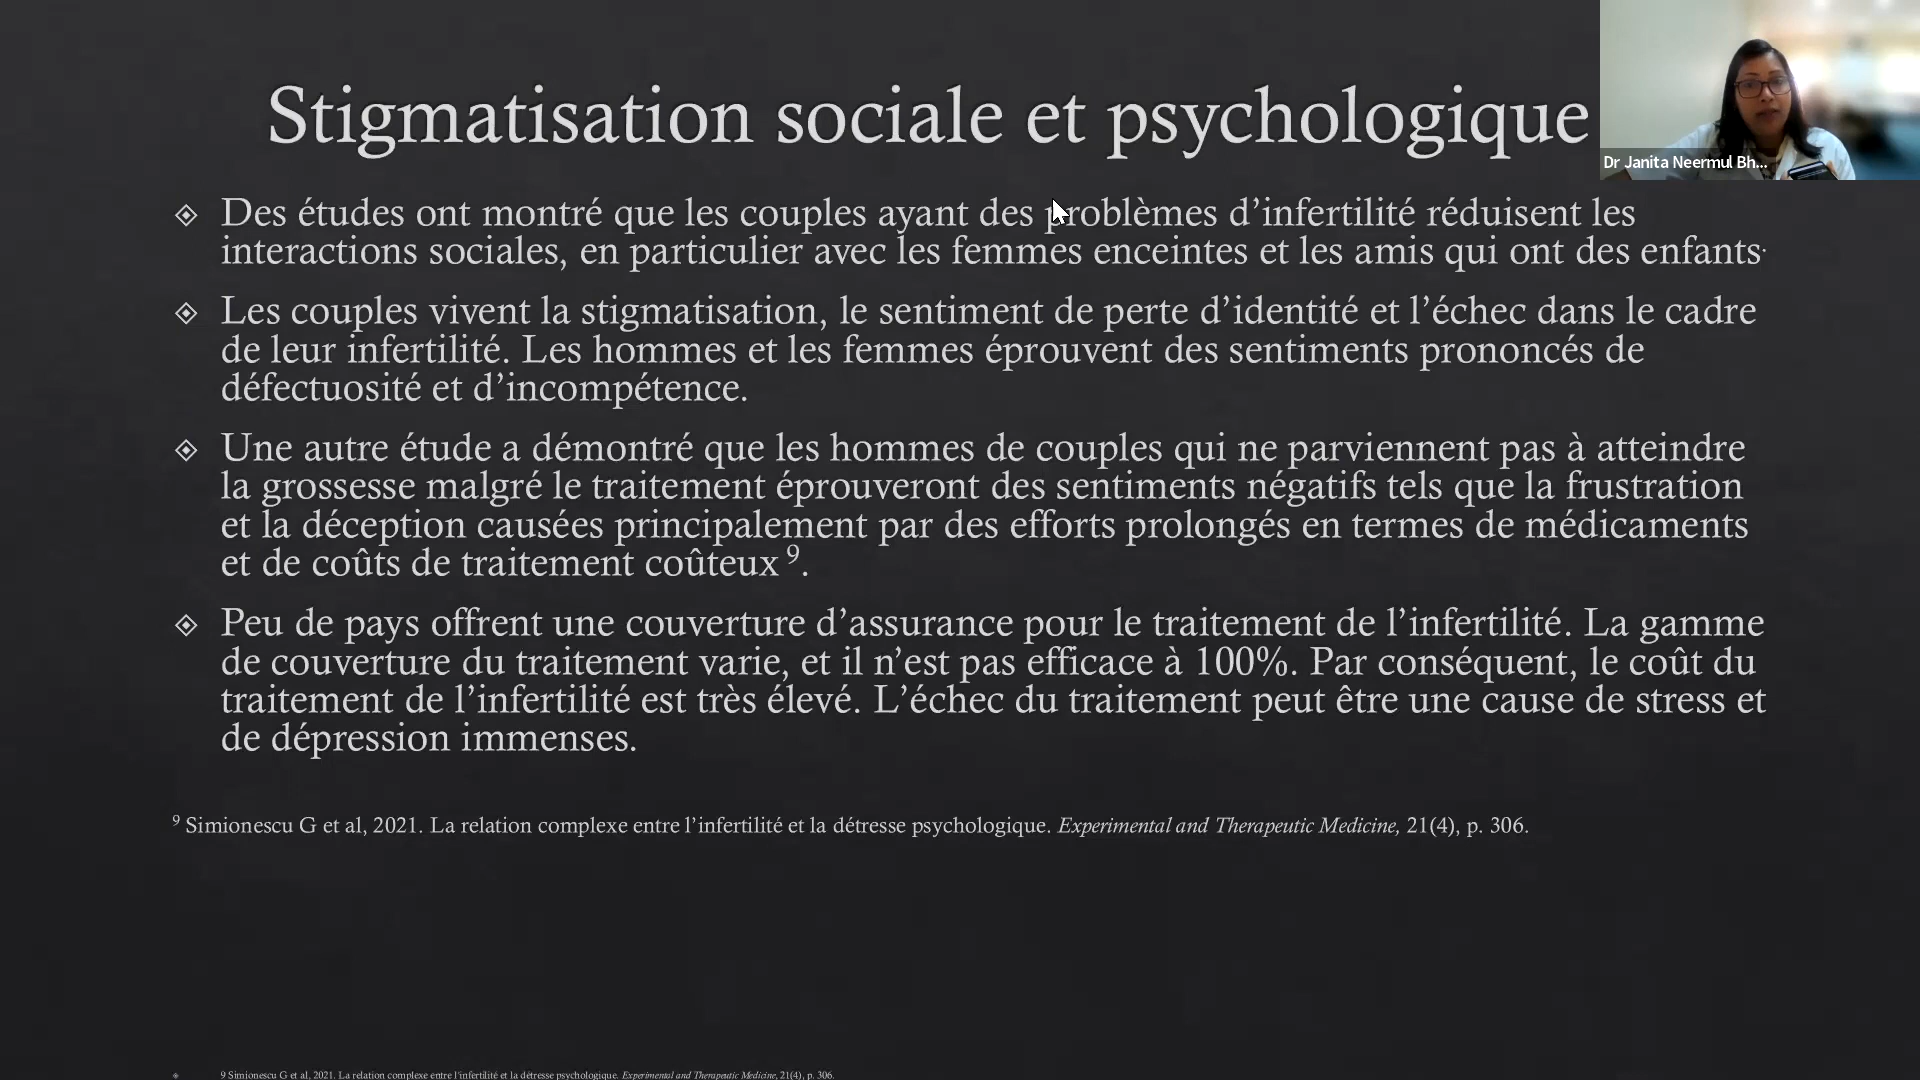 Stigmatisation sociale et psychologique
Dr Janita Neermul Bh...
Des études ont montré que les couples ayant des problèmes d’infertilité réduisent les
interactions sociales, en particulier avec les femmes enceintes et les amis qui ont des enfants.
Les couples vivent la stigmatisation, le sentiment de perte d’identité et l’échec dans le cadre
de leur infertilité. Les hommes et les femmes éprouvent des sentiments prononcés de
défectuosité et d’incompétence.
Une autre étude a démontré que les hommes de couples qui ne parviennent pas à atteindre
la grossesse malgré le traitement éprouveront des sentiments négatifs tels que la frustration
et la déception causées principalement par des efforts prolongés en termes de médicaments
et de coûts de traitement coûteux ⁹.
Peu de pays offrent une couverture d’assurance pour le traitement de l’infertilité. La gamme
de couverture du traitement varie, et il n’est pas efficace à 100%. Par conséquent, le coût du
traitement de l’infertilité est très élevé. L’échec du traitement peut être une cause de stress et
de dépression immenses.
⁹ Simionescu G et al, 2021. La relation complexe entre l’infertilité et la détresse psychologique. Experimental and Therapeutic Medicine, 21(4), p. 306.
9 Simionescu G et al, 2021. La relation complexe entre l’infertilité et la détresse psychologique. Experimental and Therapeutic Medicine, 21(4), p. 306.